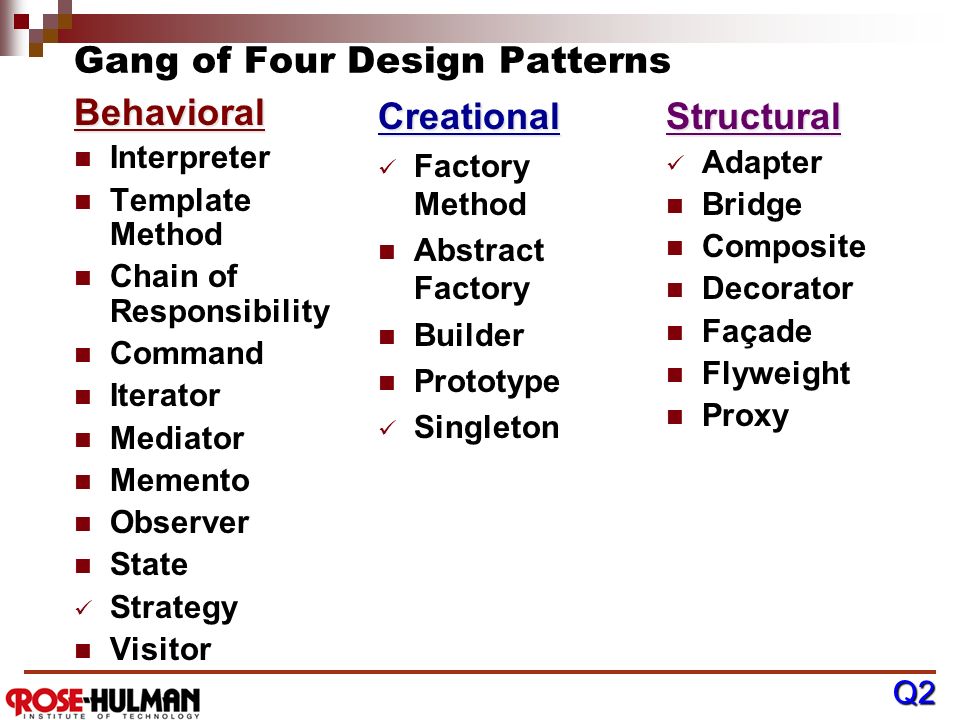 Gang of Four Design Patterns
Behavioral
Interpreter
Template
Method
Chain of
Responsibility
Command
Iterator
Mediator
Memento
Observer
State
Strategy
Visitor
Creational
Factory
Method
Abstract
Factory
Builder
Prototype
Singleton
Structural
Adapter
Bridge
Composite
Decorator
Façade
Flyweight
Proxy
ROSE-HULMAN
INSTITUTE OF TECHNOLOGY
Q2